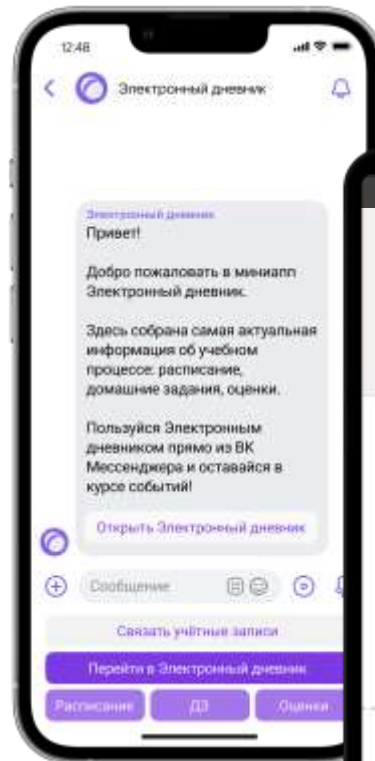 12:48
Электронный дневник
Электронный дневник
Привет!
Добро пожаловать в миниапп
Электронный дневник.
Здесь собрана самая актуальная
информация об учебном
процессе: расписание,
домашние задания, оценки.
Пользуйся Электронным
дневником прямо из ВК
Мессенджера и оставайся в
курсе событий!
Открыть Электронный дневник
Сообщение
Связать учётные записи
Перейти в Электронный дневник
Расписание
ДЗ
Оценки